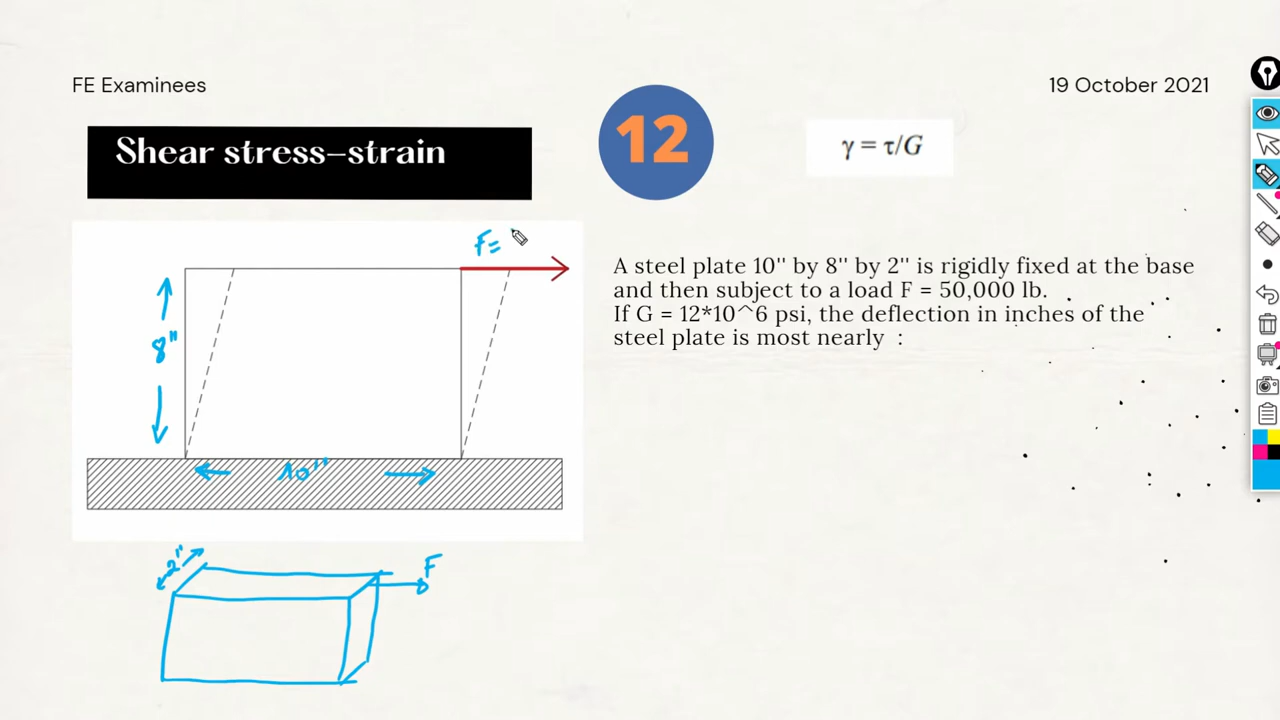 FE Examinees
19 October 2021
Shear stress–strain
12
γ = τ/G
F=
8"
10"
A steel plate 10'' by 8'' by 2'' is rigidly fixed at the base
and then subject to a load F = 50,000 lb.
If G = 12*10^6 psi, the deflection in inches of the
steel plate is most nearly :
2"
F